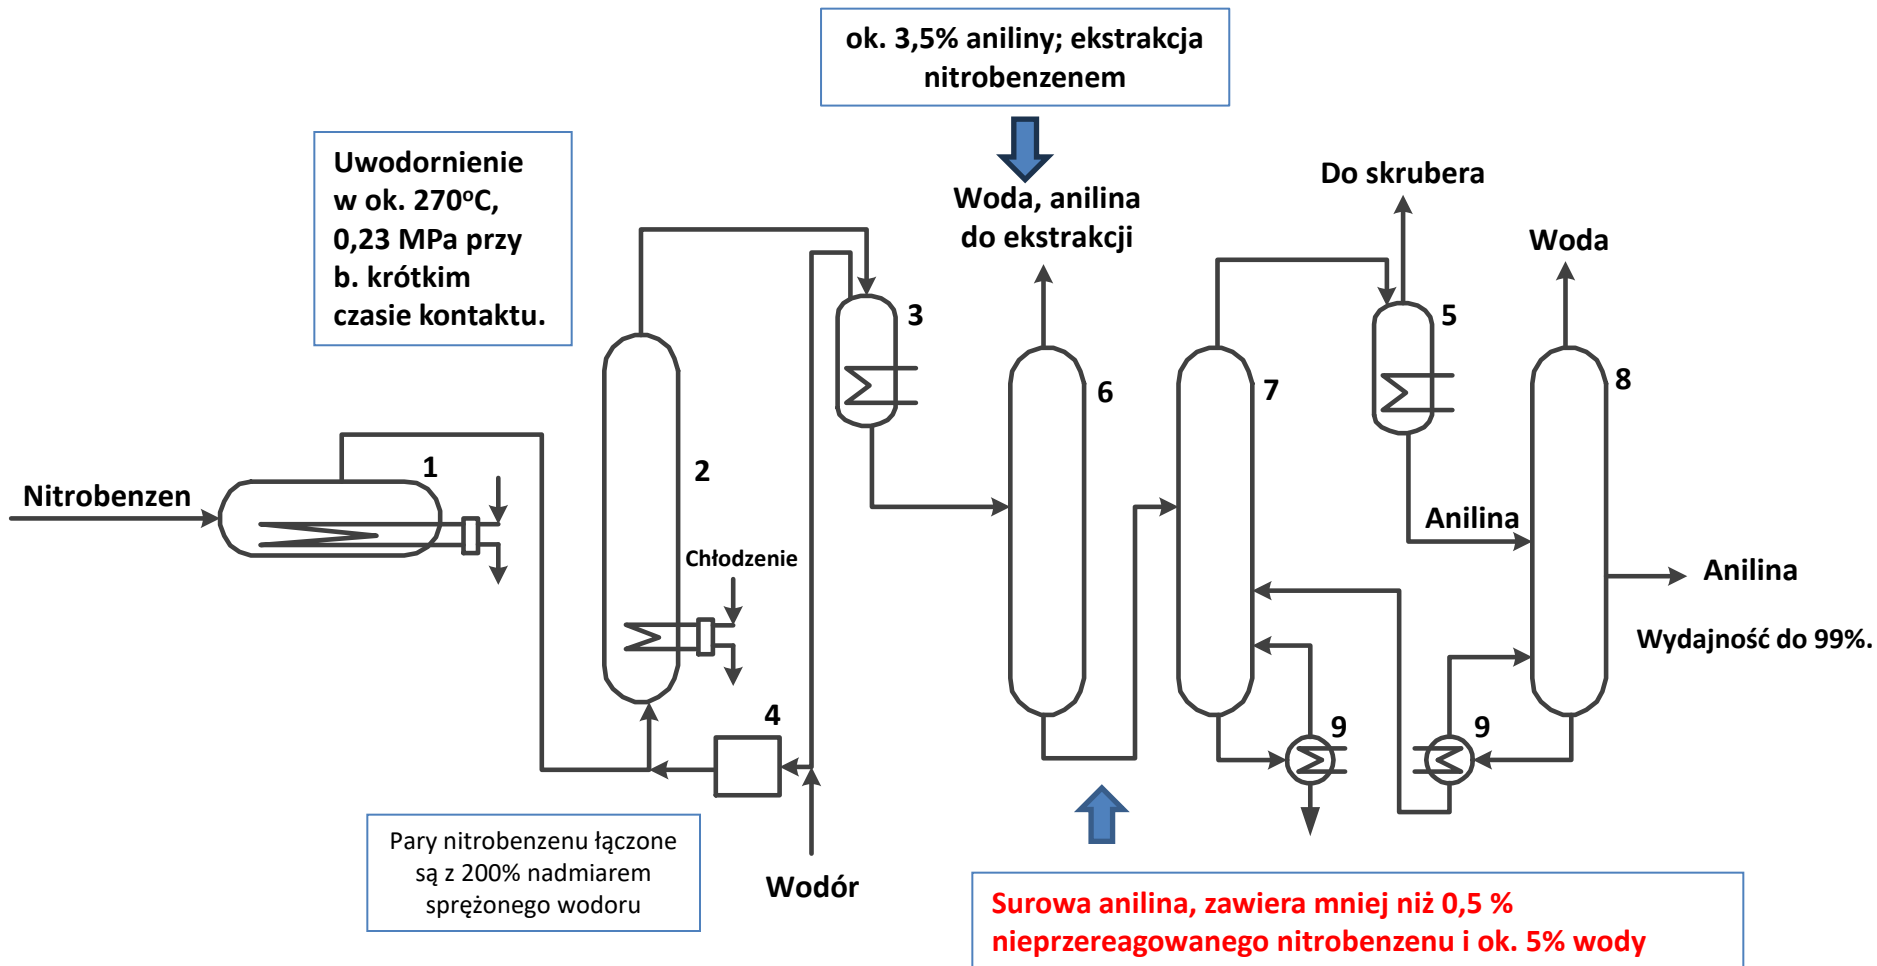 ok. 3,5% aniliny; ekstrakcja
nitrobenzenem
Uwodornienie
w ok. 270°C,
0,23 MPa przy
b. krótkim
czasie kontaktu.
Woda, anilina
do ekstrakcji
Do skrubera
Woda
3
5
6
7
8
1
2
Nitrobenzen
Anilina
Chłodzenie
Anilina
Wydajność do 99%.
4
9
9
Pary nitrobenzenu łączone
są z 200% nadmiarem
sprężonego wodoru
Wodór
Surowa anilina, zawiera mniej niż 0,5 %
nieprzereagowanego nitrobenzenu i ok. 5% wody